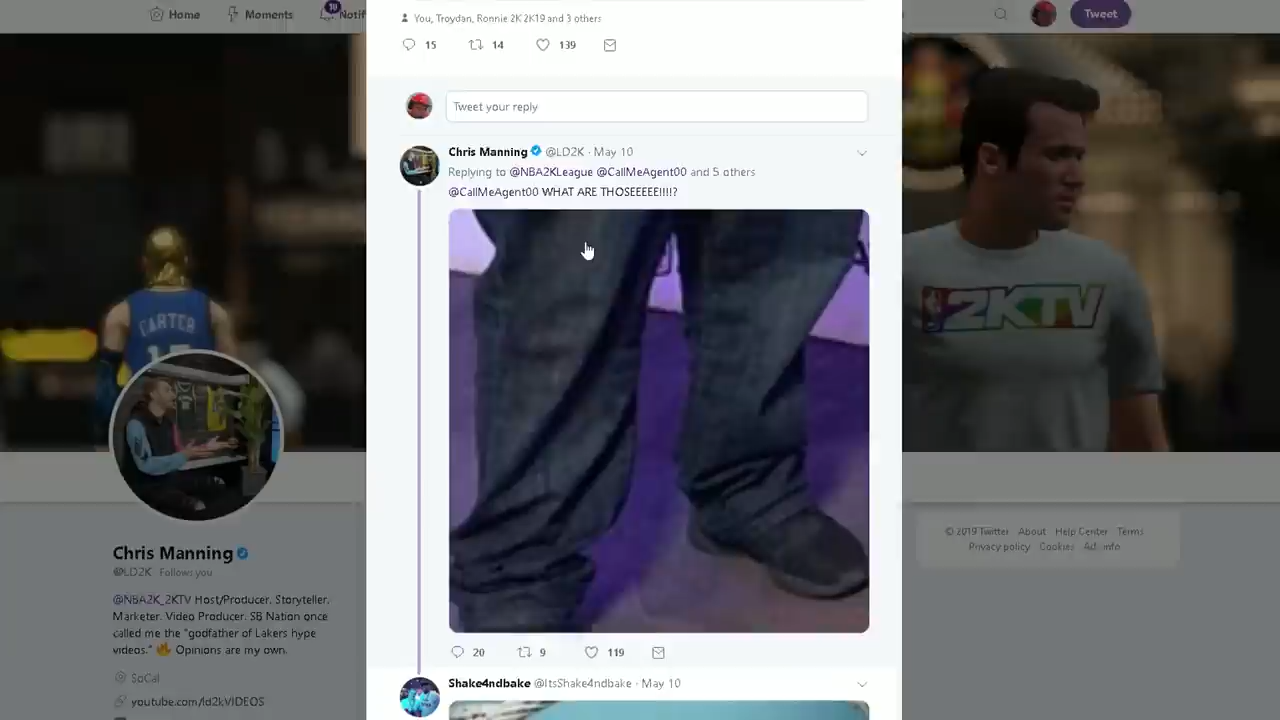 Home
Moments
10
Notif
Tweet
You, Troydan, Ronnie 2K 2K19 and 3 others
15
14
139
Tweet your reply
Chris Manning @LD2K · May 10
Replying to @NBA2KLeague @CallMeAgent00 and 5 others
@CallMeAgent00 WHAT ARE THOSEEEEE!!!!?
20
9
119
Shake4ndbake @ItsShake4ndbake · May 10
CARTER
2KTV
Chris Manning
@LD2K Follows you
@NBA2K_2KTV Host/Producer. Storyteller.
Marketer. Video Producer. SB Nation once
called me the "godfather of Lakers hype
videos." 🔥 Opinions are my own.
SoCal
youtube.com/ld2kVIDEOS
© 2019 Twitter About Help Center Terms
Privacy policy Cookies Ads info